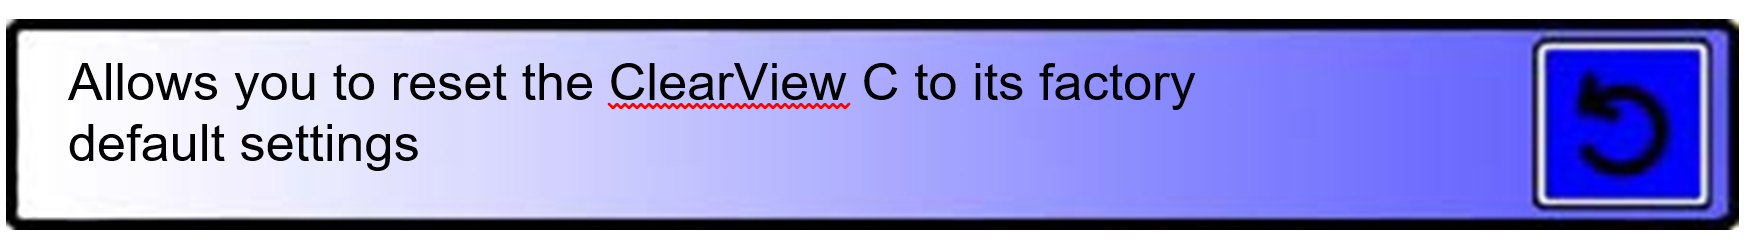 Allows you to reset the ClearView C to its factory
default settings